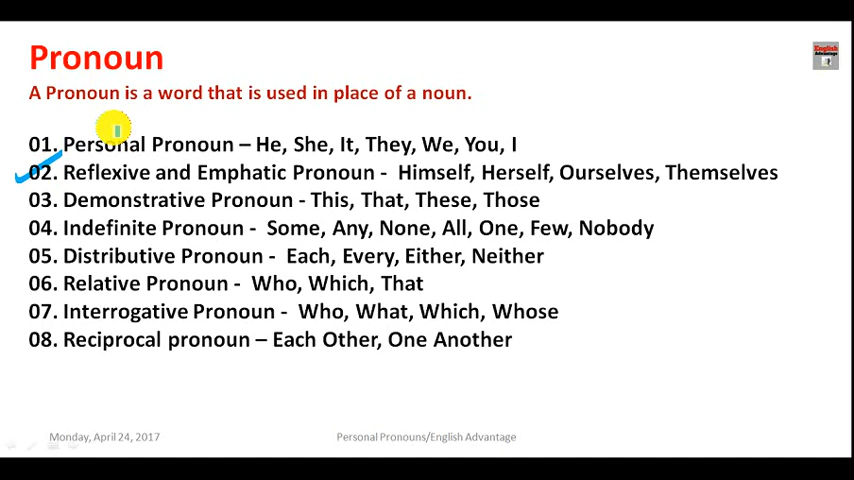 Pronoun
English
Advantage
A Pronoun is a word that is used in place of a noun.
01. Personal Pronoun – He, She, It, They, We, You, I
02. Reflexive and Emphatic Pronoun -  Himself, Herself, Ourselves, Themselves
03. Demonstrative Pronoun - This, That, These, Those
04. Indefinite Pronoun -  Some, Any, None, All, One, Few, Nobody
05. Distributive Pronoun -  Each, Every, Either, Neither
06. Relative Pronoun -  Who, Which, That
07. Interrogative Pronoun -  Who, What, Which, Whose
08. Reciprocal pronoun – Each Other, One Another
Monday, April 24, 2017
Personal Pronouns/English Advantage